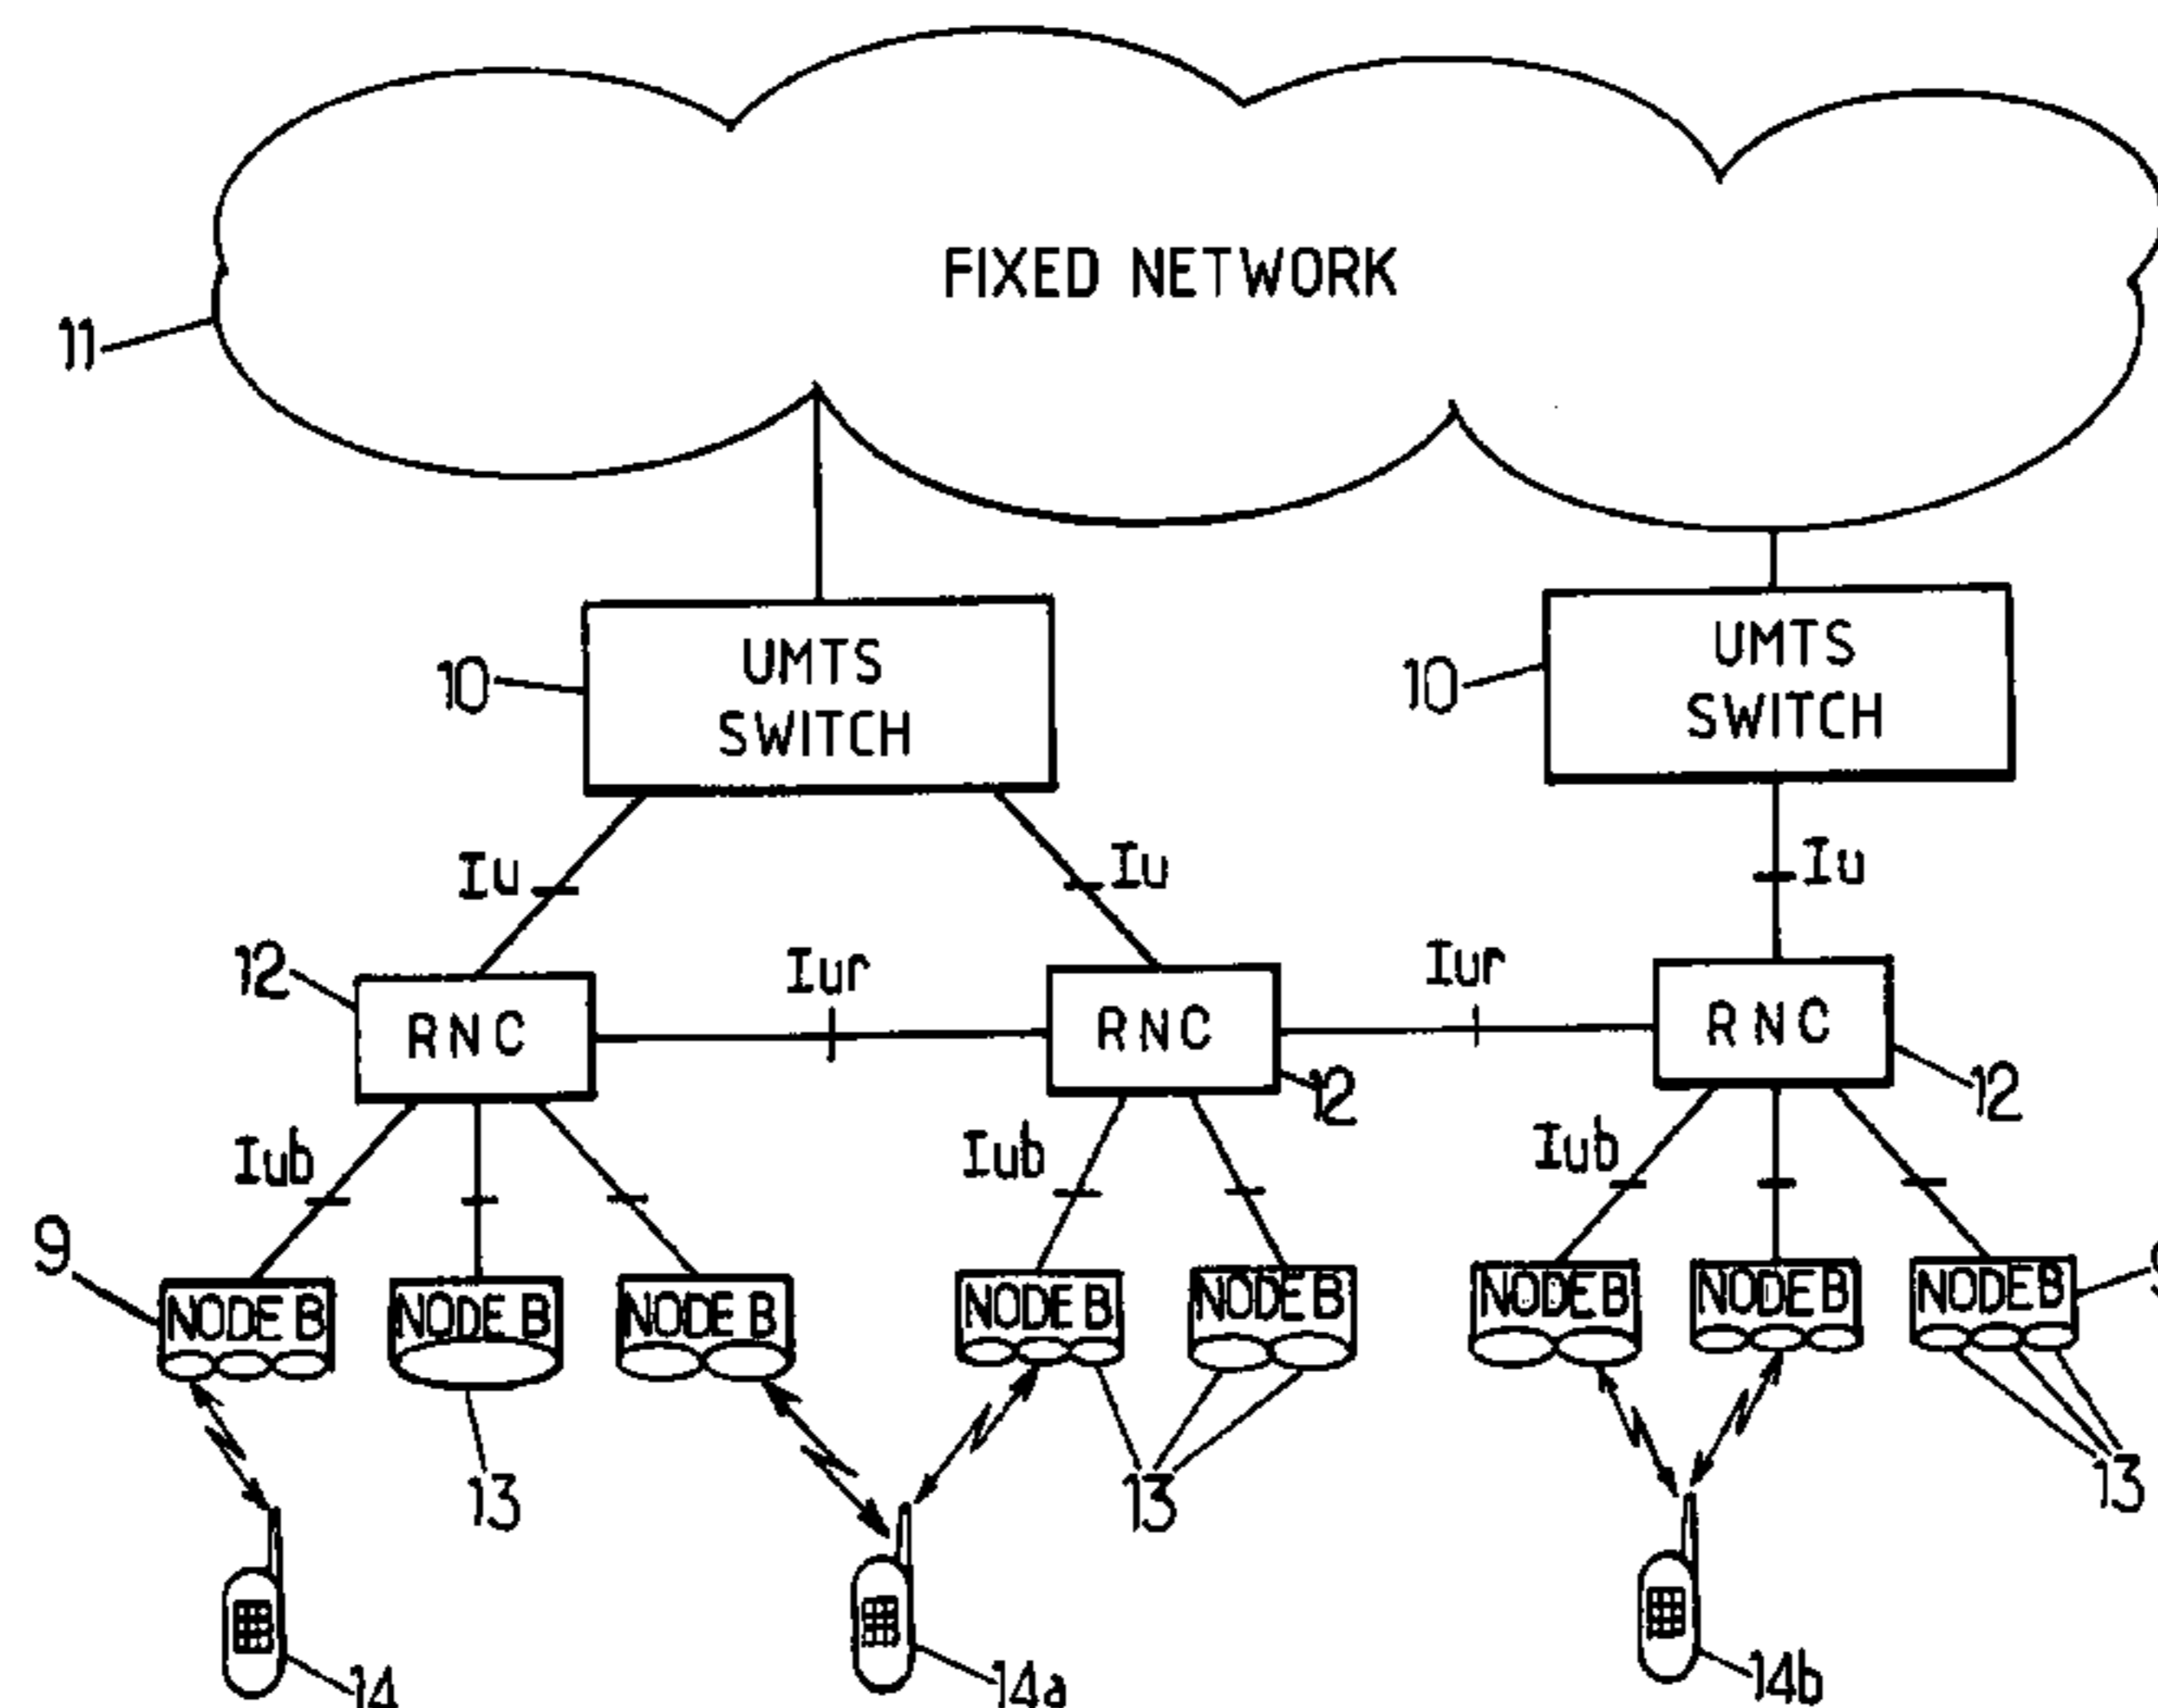 FIXED NETWORK
11
UMTS
SWITCH
10
UMTS
SWITCH
10
Iu
Iu
Iu
12
RNC
Iur
RNC
12
Iur
RNC
12
Iub
Iub
Iub
9
NODE B
NODE B
NODE B
NODE B
NODE B
NODE B
NODE B
NODE B
13
13
13
14
14a
14b